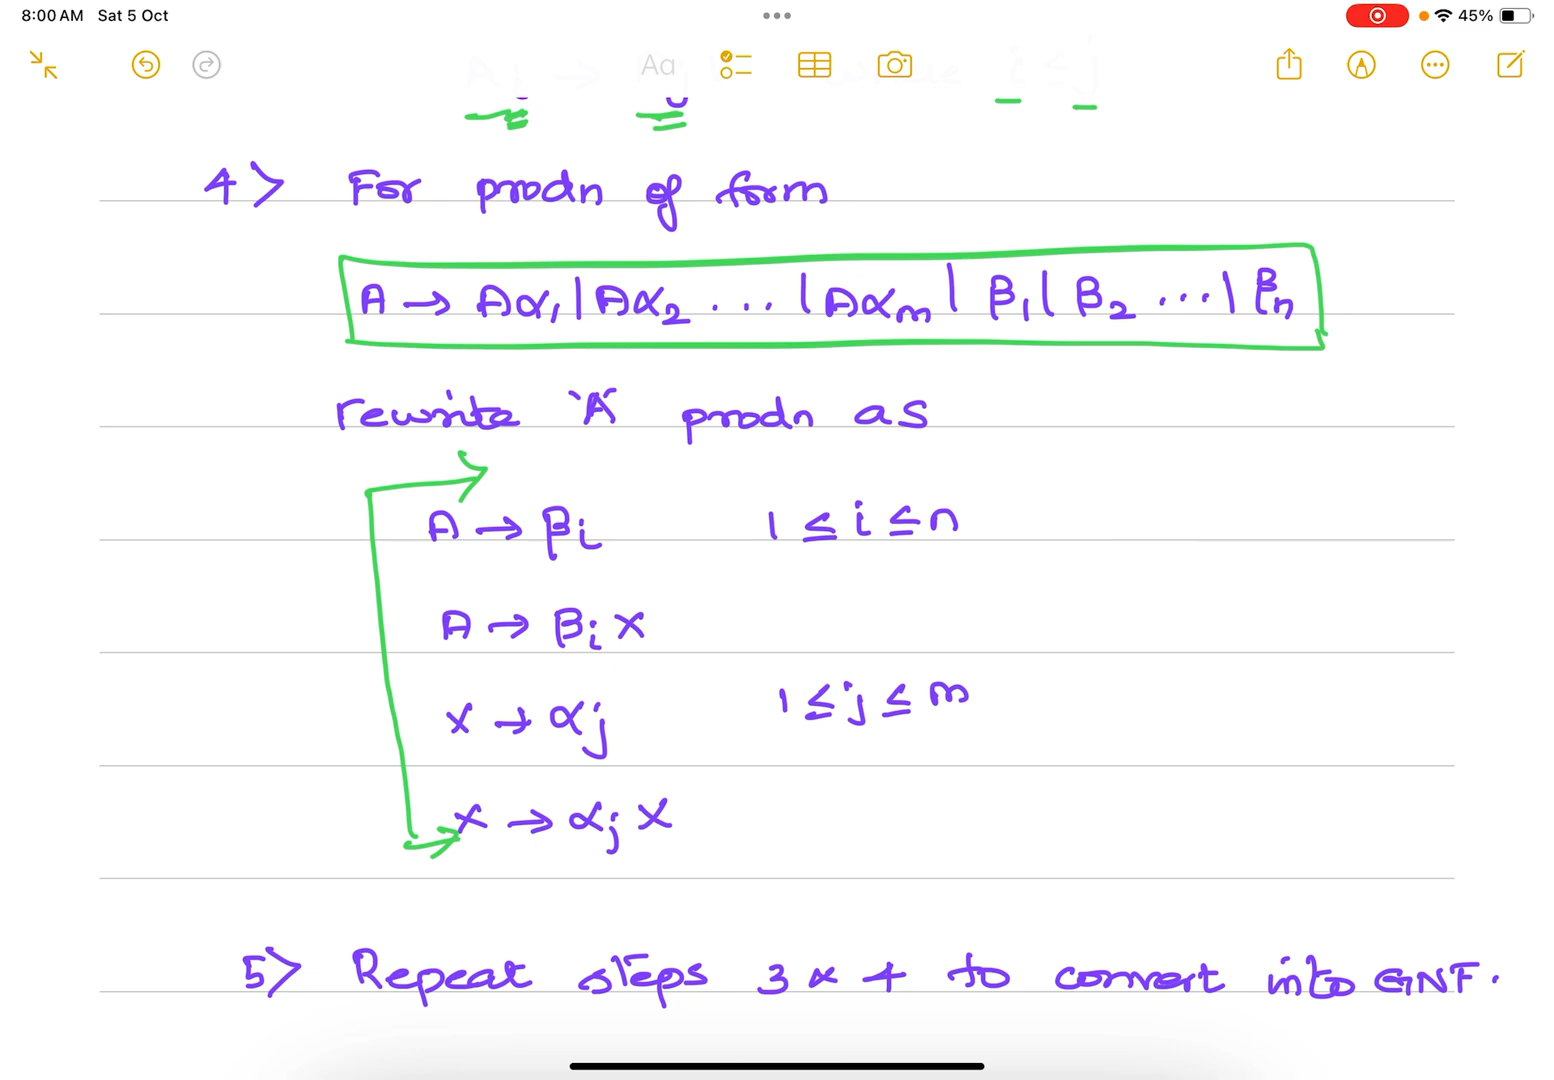 8:00 AM Sat 5 Oct
45%
Aa
4> For prodn of form
A → Aα₁ | Aα₂ .... | Aαₘ | β₁ | β₂ ... | βₙ
rewrite 'A' prodn as
A → βi 1 ≤ i ≤ n
A → βi X
X → αj 1 ≤ j ≤ m
X → αj X
5> Repeat steps 3 & 4 to convert into GNF.